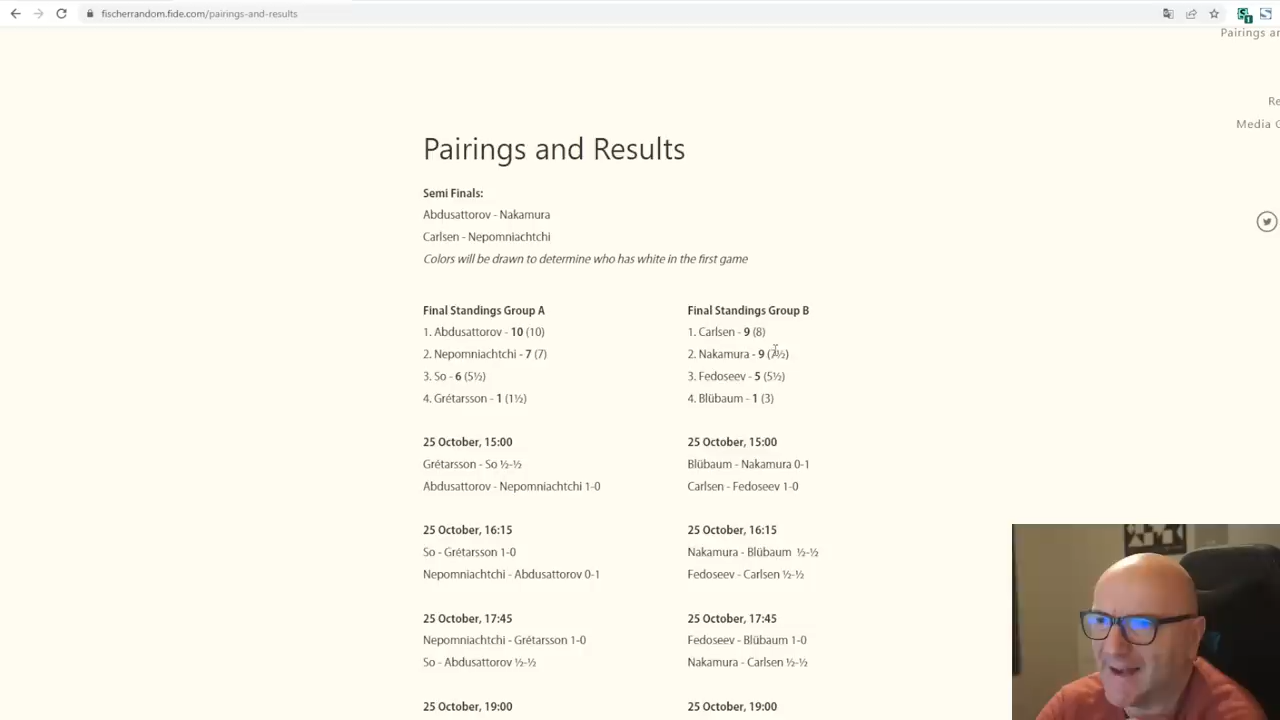 fischerrandom.fide.com/pairings-and-results
Pairings ar
Re
Media C
Pairings and Results
Semi Finals:
Abdusattorov - Nakamura
Carlsen - Nepomniachtchi
Colors will be drawn to determine who has white in the first game
Final Standings Group A
1. Abdusattorov - 10 (10)
2. Nepomniachtchi - 7 (7)
3. So - 6 (5½)
4. Grétarsson - 1 (1½)
Final Standings Group B
1. Carlsen - 9 (8)
2. Nakamura - 9 (7½)
3. Fedoseev - 5 (5½)
4. Blübaum - 1 (3)
25 October, 15:00
Grétarsson - So ½-½
Abdusattorov - Nepomniachtchi 1-0
25 October, 15:00
Blübaum - Nakamura 0-1
Carlsen - Fedoseev 1-0
25 October, 16:15
So - Grétarsson 1-0
Nepomniachtchi - Abdusattorov 0-1
25 October, 16:15
Nakamura - Blübaum ½-½
Fedoseev - Carlsen ½-½
25 October, 17:45
Nepomniachtchi - Grétarsson 1-0
So - Abdusattorov ½-½
25 October, 17:45
Fedoseev - Blübaum 1-0
Nakamura - Carlsen ½-½
25 October, 19:00
25 October, 19:00